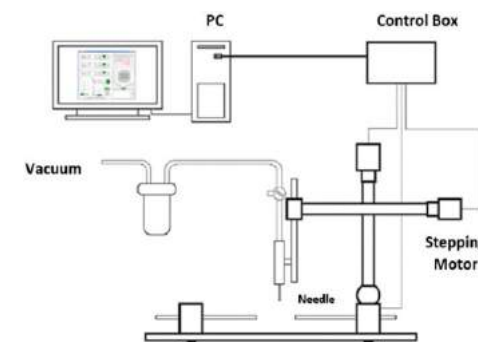 PC
Control Box
Vacuum
Steppin
Motor
Needle